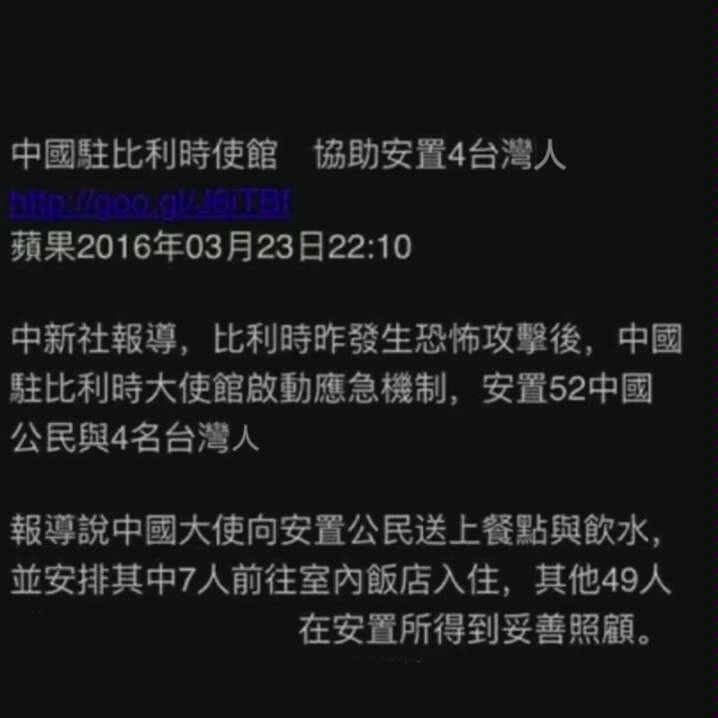 中國駐比利時使館　協助安置4台灣人
http://goo.gl/J6iTBf
蘋果2016年03月23日22:10
中新社報導，比利時昨發生恐怖攻擊後，中國
駐比利時大使館啟動應急機制，安置52中國
公民與4名台灣人
報導說中國大使向安置公民送上餐點與飲水，
並安排其中7人前往室內飯店入住，其他49人
在安置所得到妥善照顧。